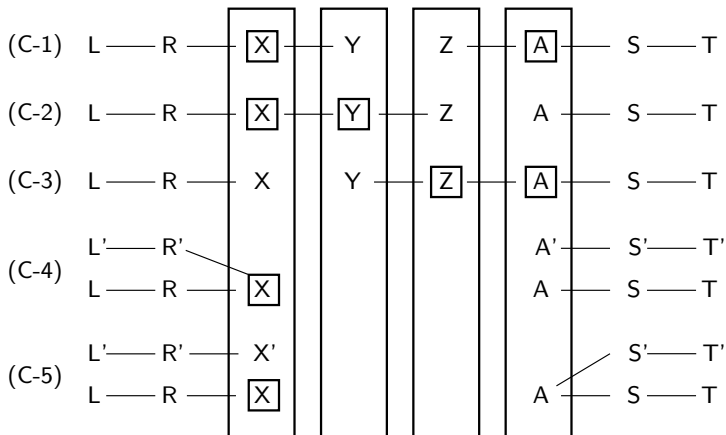 (C-1) L R X Y Z A S T
(C-2) L R X Y Z A S T
(C-3) L R X Y Z A S T
L' R' A' S' T'
(C-4)
L R X A S T
L' R' X' S' T'
(C-5)
L R X A S T